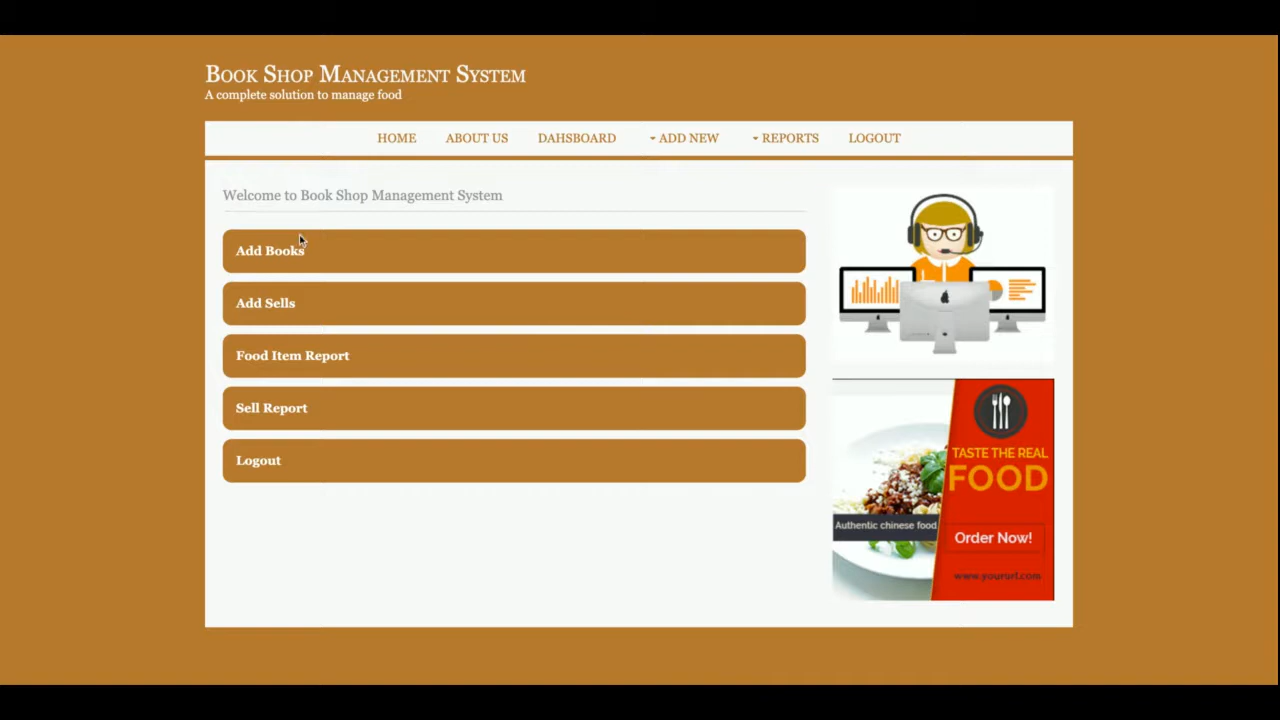 Book Shop Management System
A complete solution to manage food
HOME ABOUT US DAHSBOARD ADD NEW REPORTS LOGOUT
Welcome to Book Shop Management System
Add Books
Add Sells
Food Item Report
Sell Report
Logout
TASTE THE REAL
FOOD
Authentic chinese food
Order Now!
www.yoururl.com